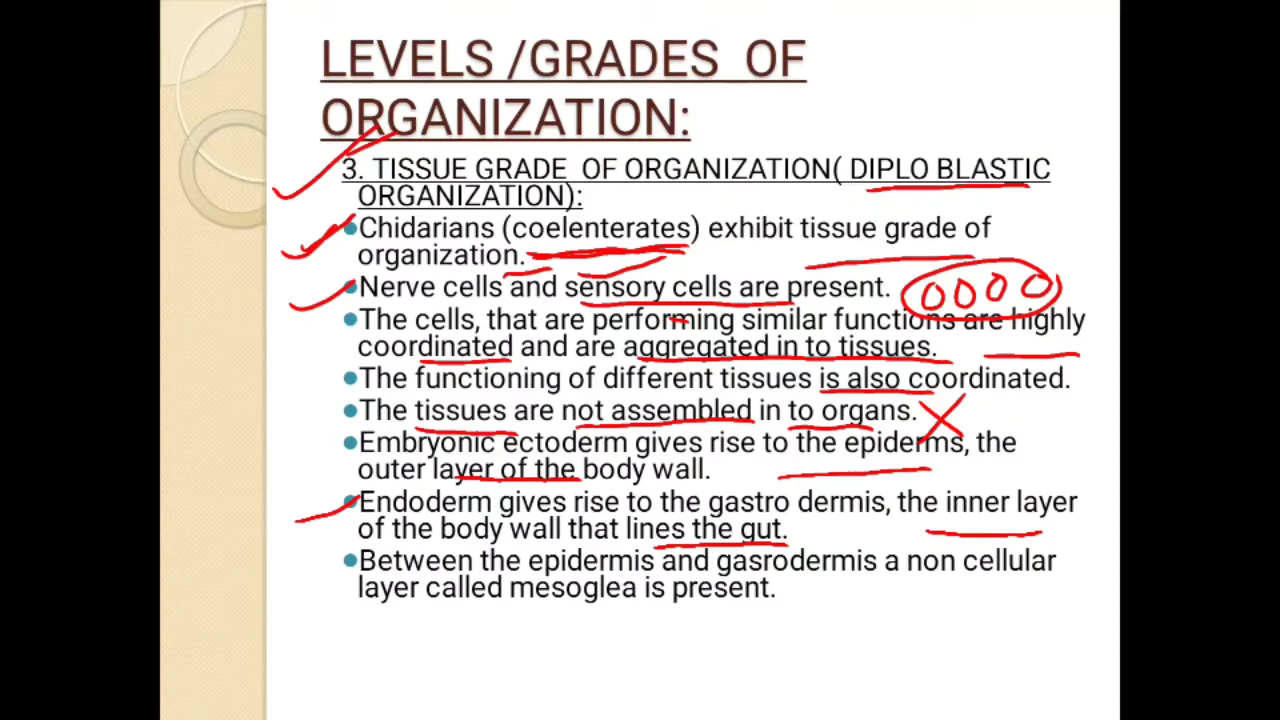 LEVELS /GRADES OF
ORGANIZATION:
3. TISSUE GRADE OF ORGANIZATION( DIPLO BLASTIC
ORGANIZATION):
Chidarians (coelenterates) exhibit tissue grade of
organization.
Nerve cells and sensory cells are present.
The cells, that are performing similar functions are highly
coordinated and are aggregated in to tissues.
The functioning of different tissues is also coordinated.
The tissues are not assembled in to organs.
Embryonic ectoderm gives rise to the epiderms, the
outer layer of the body wall.
Endoderm gives rise to the gastro dermis, the inner layer
of the body wall that lines the gut.
Between the epidermis and gasrodermis a non cellular
layer called mesoglea is present.